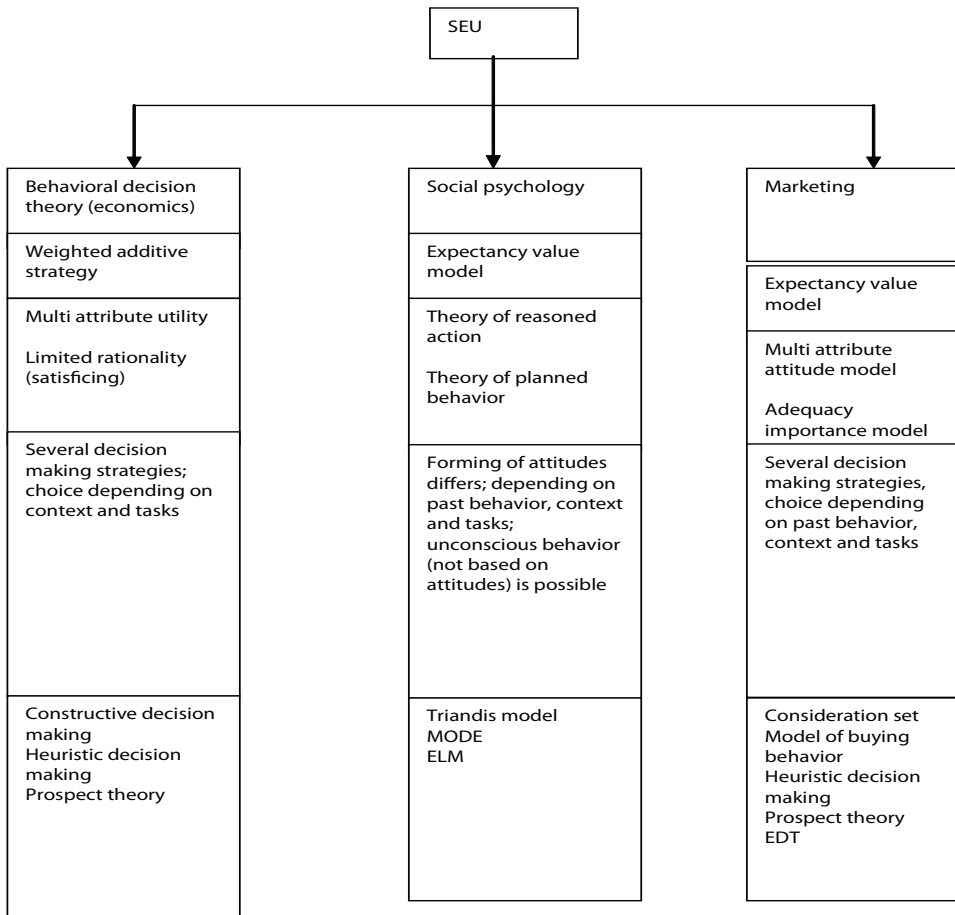 SEU
Behavioral decision
theory (economics)
Weighted additive
strategy
Multi attribute utility
Limited rationality
(satisficing)
Several decision
making strategies;
choice depending on
context and tasks
Constructive decision
making
Heuristic decision
making
Prospect theory
Social psychology
Expectancy value
model
Theory of reasoned
action
Theory of planned
behavior
Forming of attitudes
differs; depending on
past behavior, context
and tasks;
unconscious behavior
(not based on
attitudes) is possible
Triandis model
MODE
ELM
Marketing
Expectancy value
model
Multi attribute
attitude model
Adequacy
importance model
Several decision
making strategies,
choice depending
on past behavior,
context and tasks
Consideration set
Model of buying
behavior
Heuristic decision
making
Prospect theory
EDT